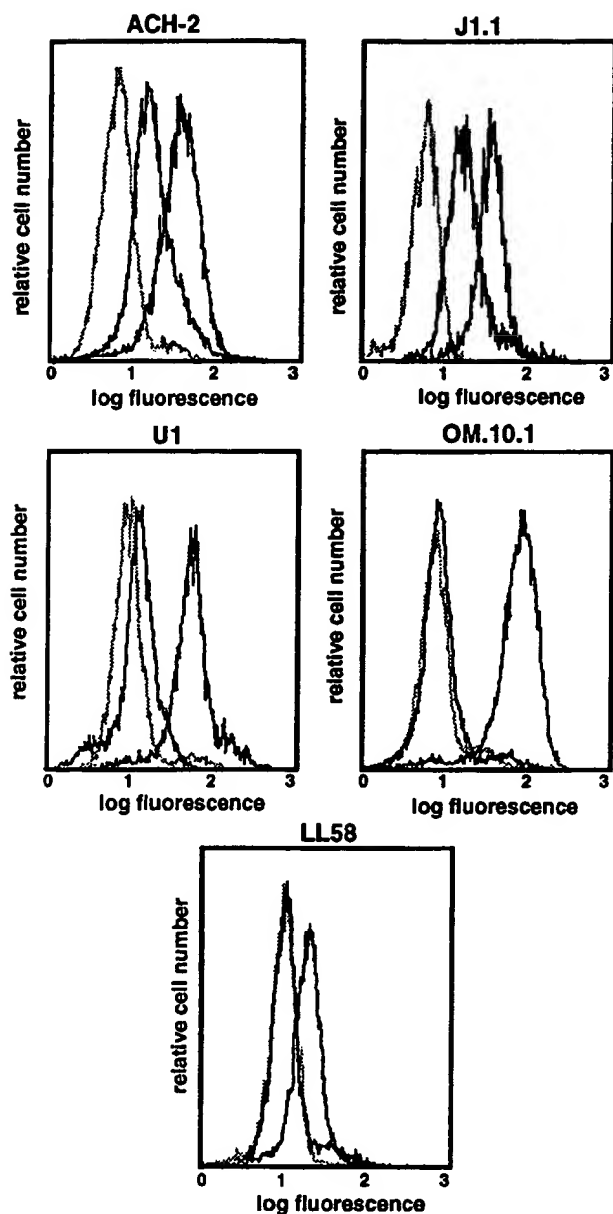 ACH-2
relative cell number
0 1 2 3
log fluorescence
J1.1
relative cell number
0 1 2 3
log fluorescence
U1
relative cell number
0 1 2 3
log fluorescence
OM.10.1
relative cell number
0 1 2 3
log fluorescence
LL58
relative cell number
0 1 2 3
log fluorescence